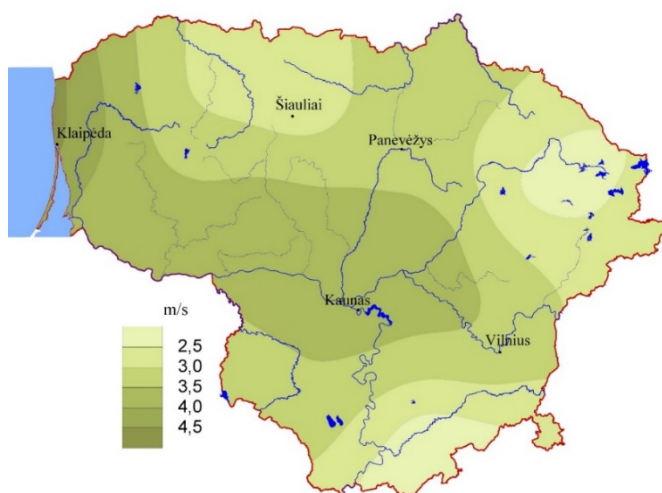 Šiauliai
Klaipėda
Panevėžys
Kaunas
Vilnius
m/s
2,5
3,0
3,5
4,0
4,5